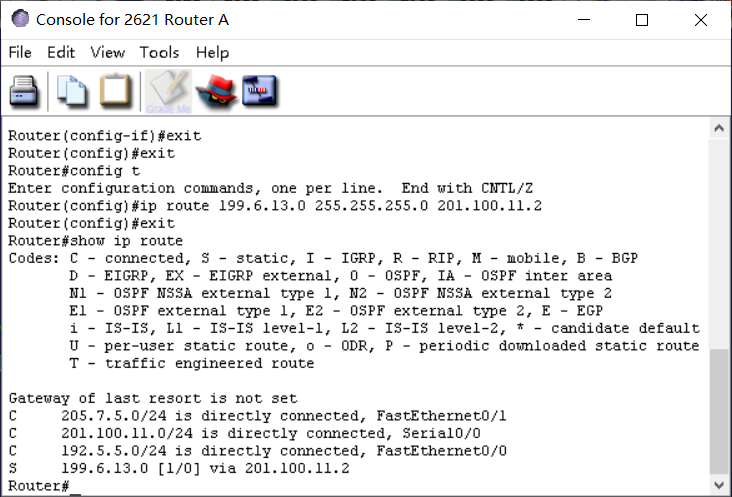 Console for 2621 Router A
File Edit View Tools Help
Grade Me
Router(config-if)#exit
Router(config)#exit
Router#config t
Enter configuration commands, one per line.  End with CNTL/Z
Router(config)#ip route 199.6.13.0 255.255.255.0 201.100.11.2
Router(config)#exit
Router#show ip route
Codes: C - connected, S - static, I - IGRP, R - RIP, M - mobile, B - BGP
       D - EIGRP, EX - EIGRP external, O - OSPF, IA - OSPF inter area
       N1 - OSPF NSSA external type 1, N2 - OSPF NSSA external type 2
       E1 - OSPF external type 1, E2 - OSPF external type 2, E - EGP
       i - IS-IS, L1 - IS-IS level-1, L2 - IS-IS level-2, * - candidate default
       U - per-user static route, o - ODR, P - periodic downloaded static route
       T - traffic engineered route
Gateway of last resort is not set
C     205.7.5.0/24 is directly connected, FastEthernet0/1
C     201.100.11.0/24 is directly connected, Serial0/0
C     192.5.5.0/24 is directly connected, FastEthernet0/0
S     199.6.13.0 [1/0] via 201.100.11.2
Router#_